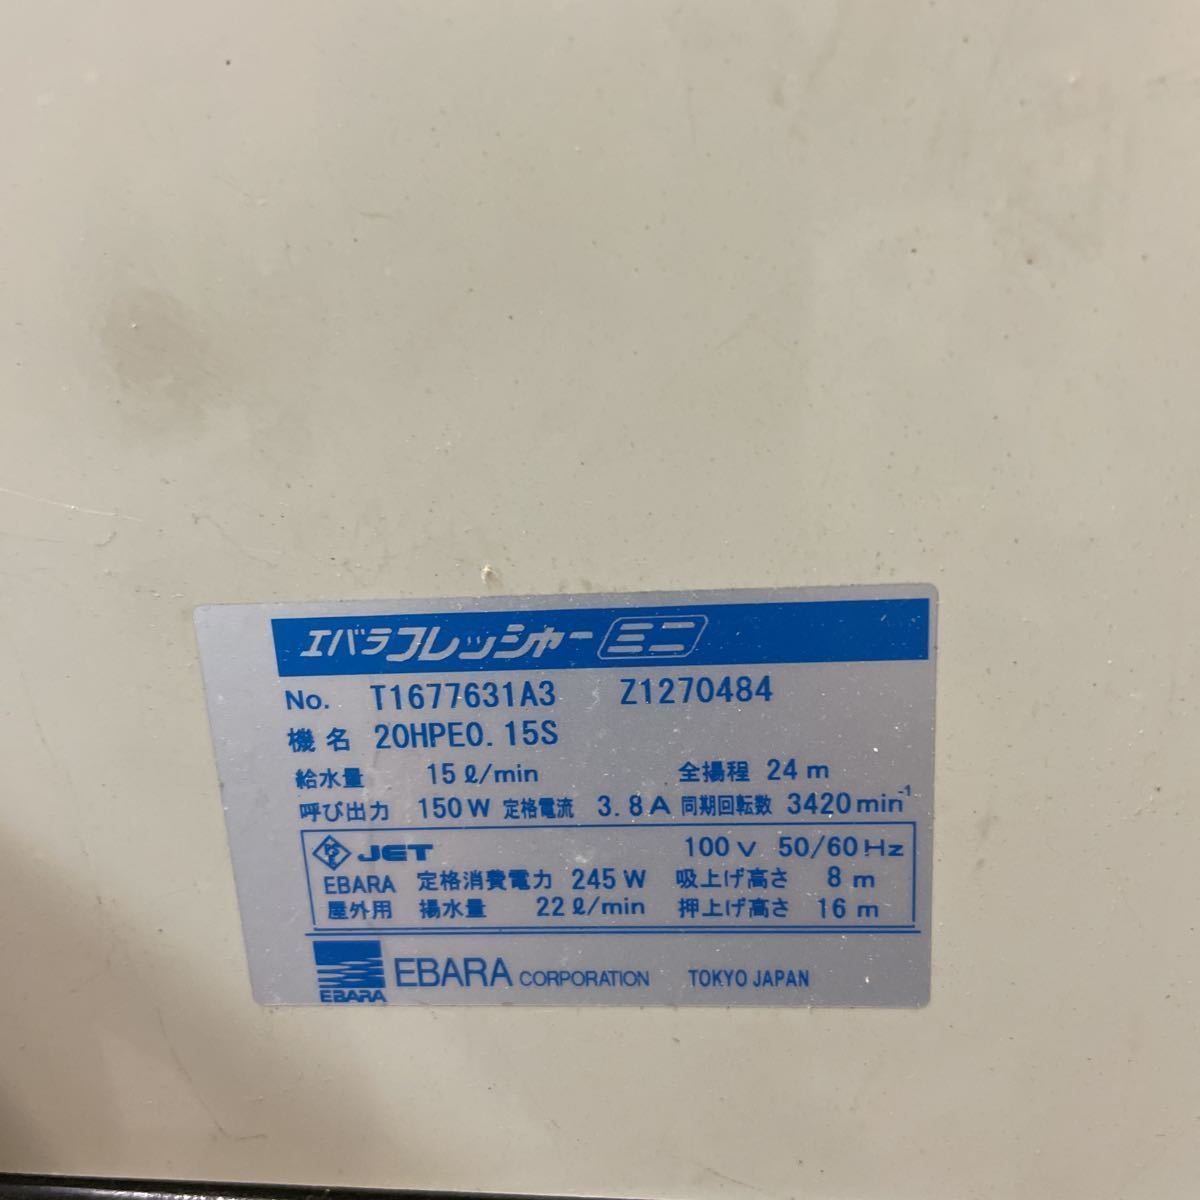 エバラフレッシャーミニ
No. T1677631A3 Z1270484
機名 20HPE0.15S
給水量 15ℓ/min 全揚程 24m
呼び出力 150W 定格電流 3.8A 同期回転数 3420min⁻¹
JET 100V 50/60Hz
EBARA 定格消費電力 245W 吸上げ高さ 8m
屋外用 揚水量 22ℓ/min 押上げ高さ 16m
EBARA EBARA CORPORATION TOKYO JAPAN